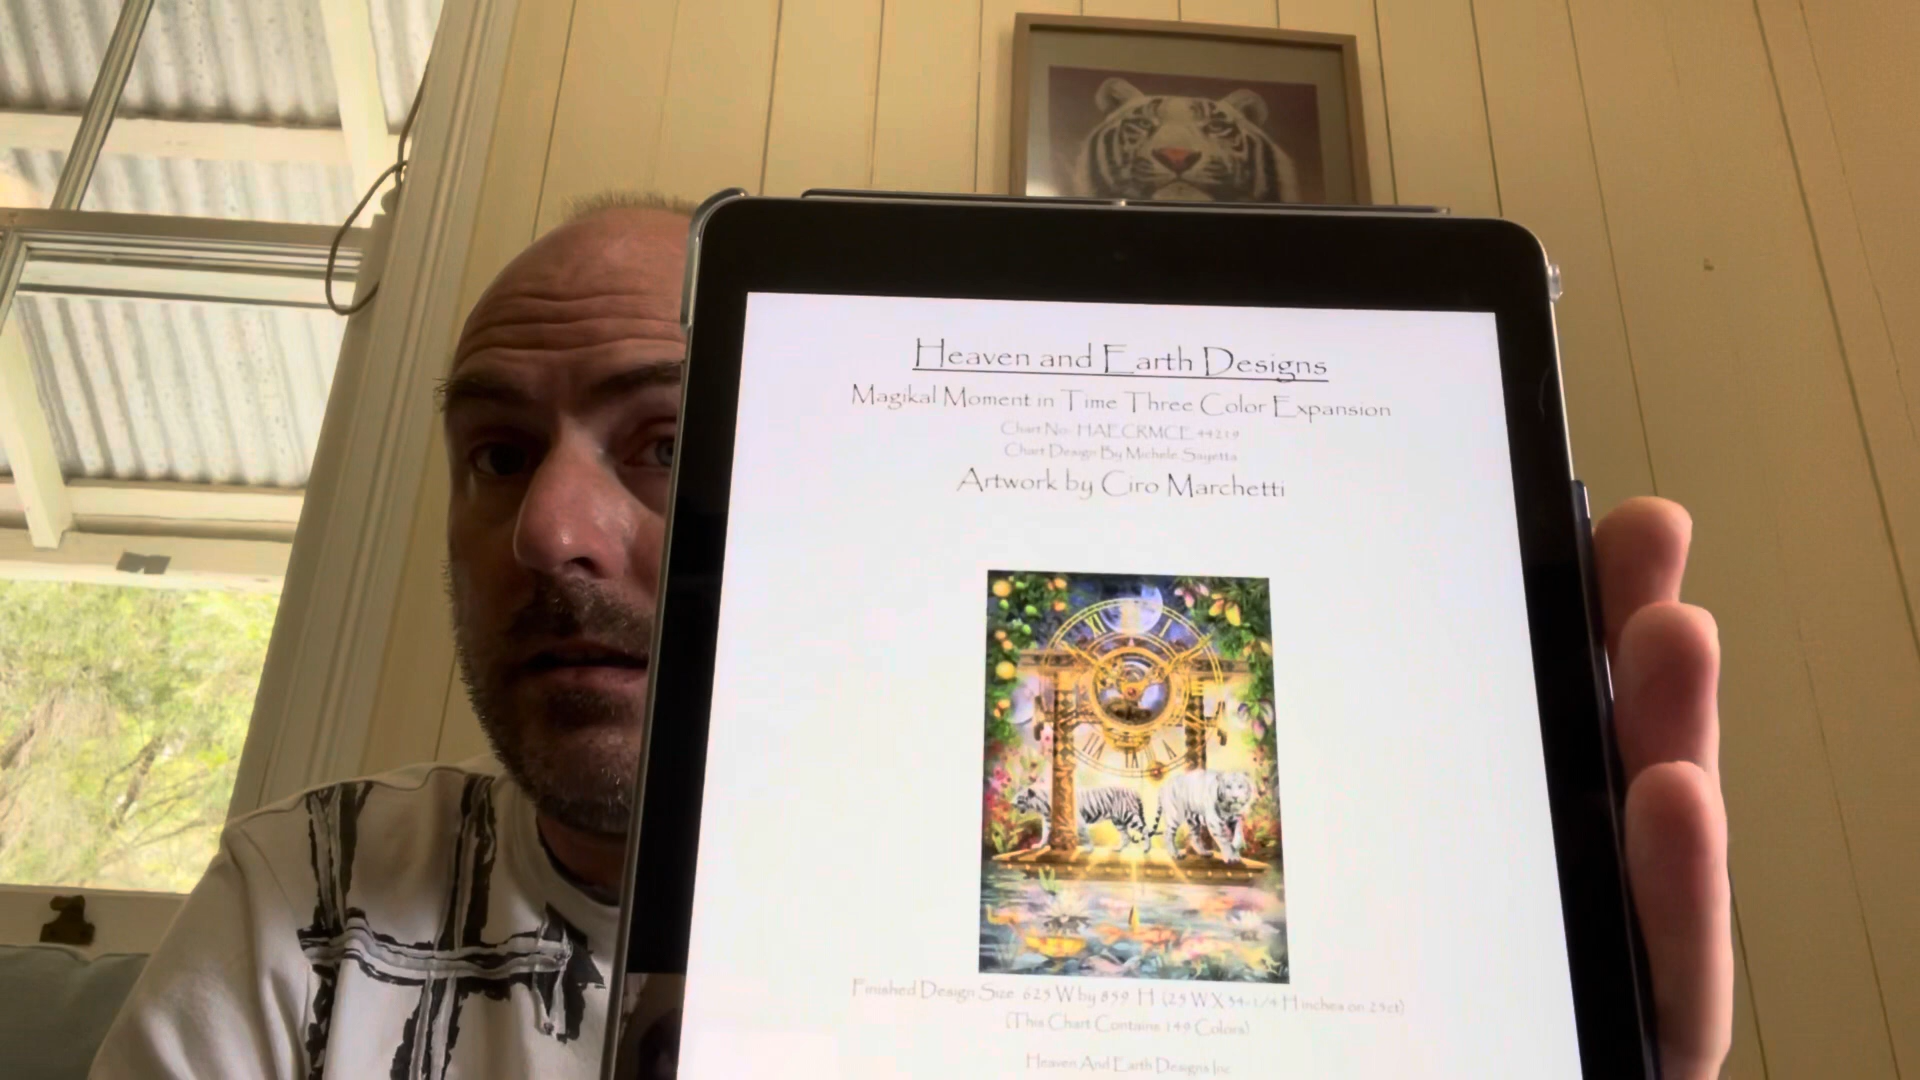 Heaven and Earth Designs
Magikal Moment in Time Three Color Expansion
Chart No: HAECRMCE 44219
Chart Design By Michele Sayetta
Artwork by Ciro Marchetti
XI I
Finished Design Size: 625 W by 859 H (25 W X 34-1/4 H inches on 25ct)
(This Chart Contains 149 Colors)
Heaven And Earth Designs Inc